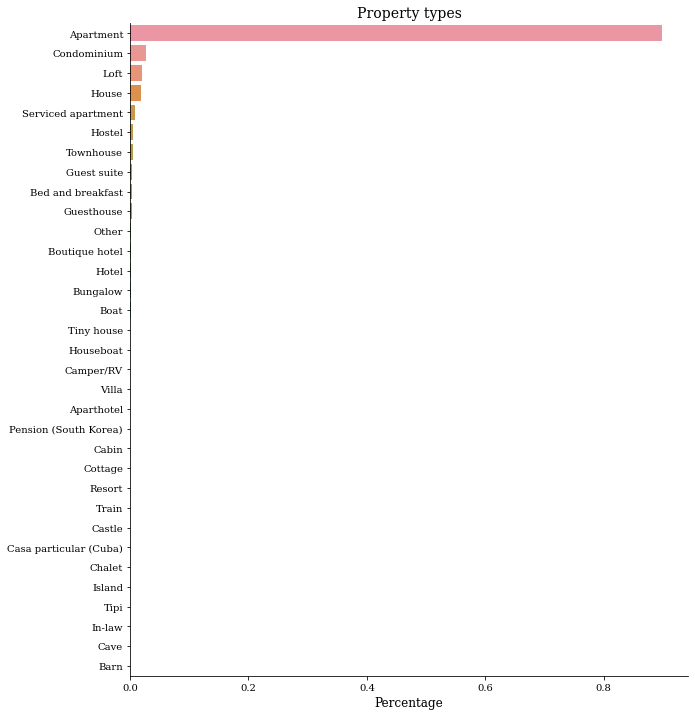 Property types
Apartment
Condominium
Loft
House
Serviced apartment
Hostel
Townhouse
Guest suite
Bed and breakfast
Guesthouse
Other
Boutique hotel
Hotel
Bungalow
Boat
Tiny house
Houseboat
Camper/RV
Villa
Aparthotel
Pension (South Korea)
Cabin
Cottage
Resort
Train
Castle
Casa particular (Cuba)
Chalet
Island
Tipi
In-law
Cave
Barn
0.0 0.2 0.4 0.6 0.8
Percentage